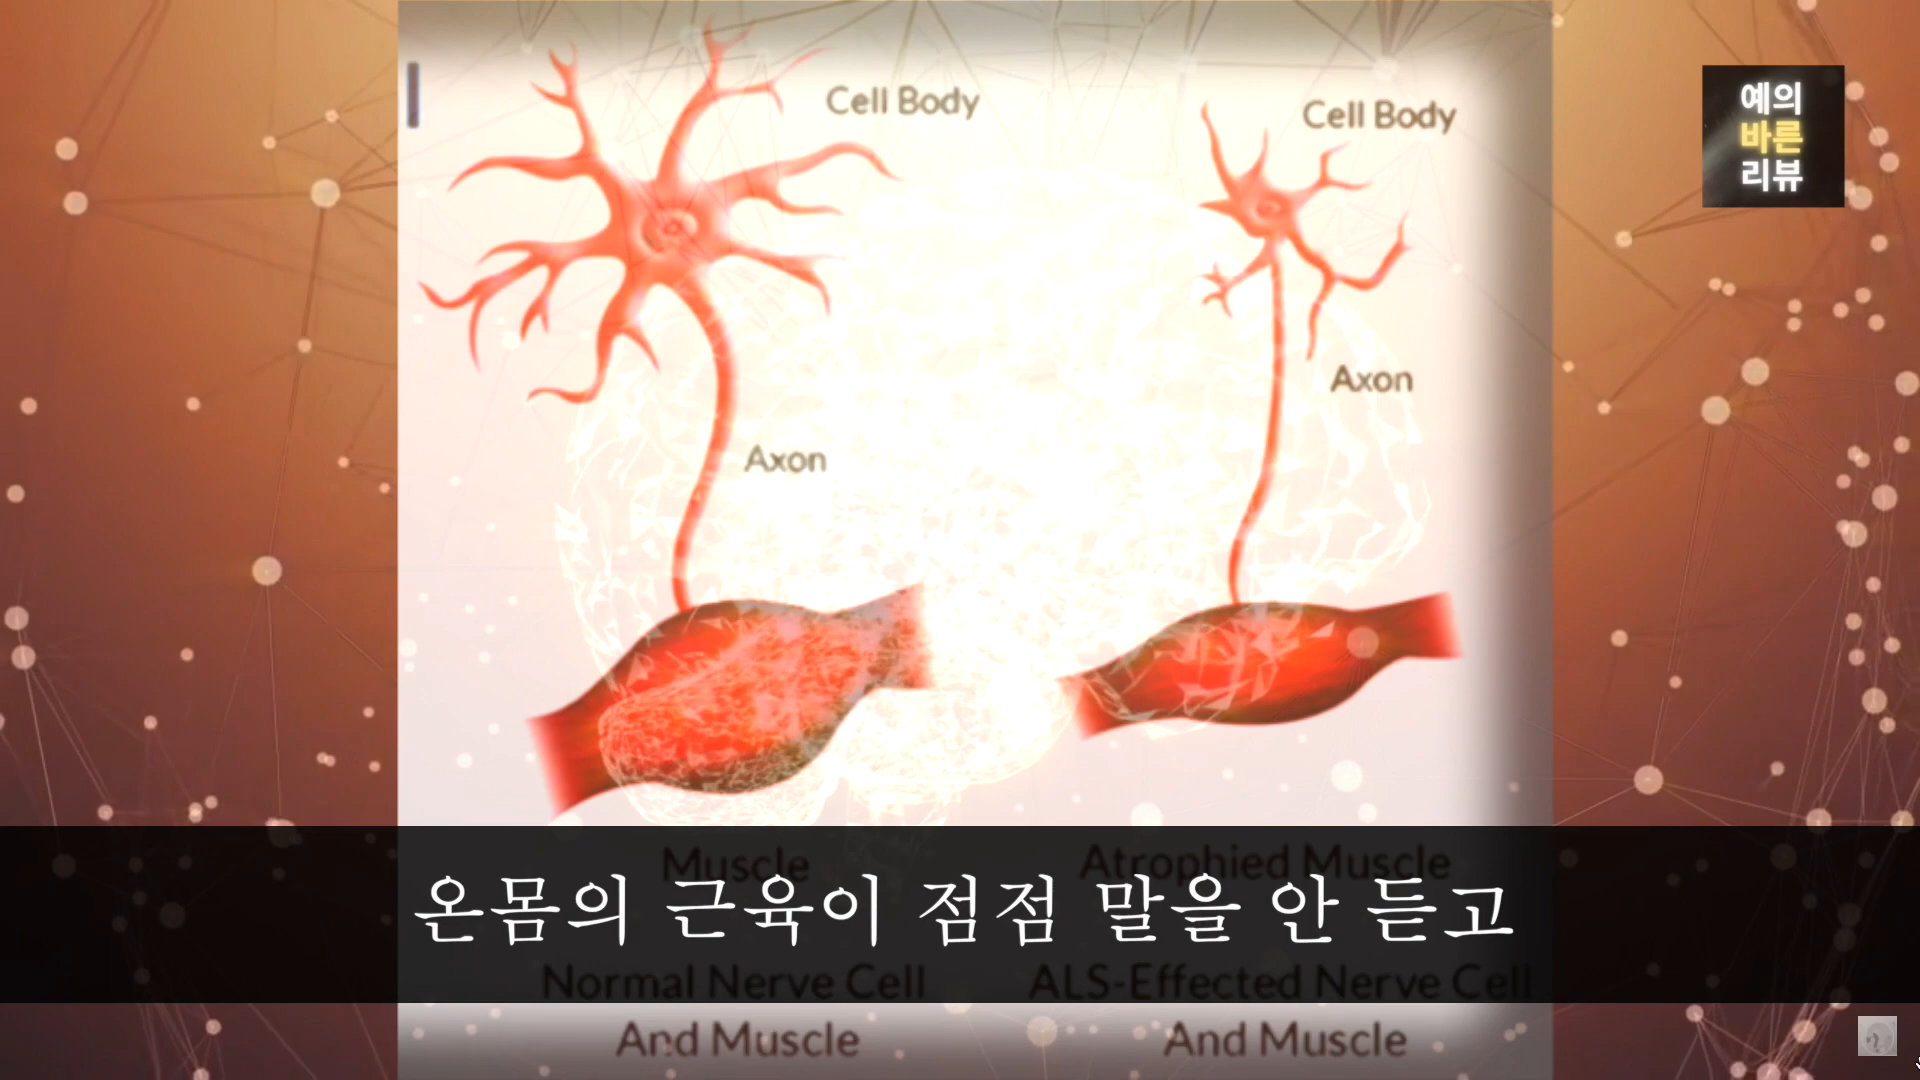 Cell Body
Cell Body
예의
바른
리뷰
Axon
Axon
Muscle
Atrophied Muscle
온몸의 근육이 점점 말을 안 듣고
Normal Nerve Cell
And Muscle
ALS-Effected Nerve Cell
And Muscle